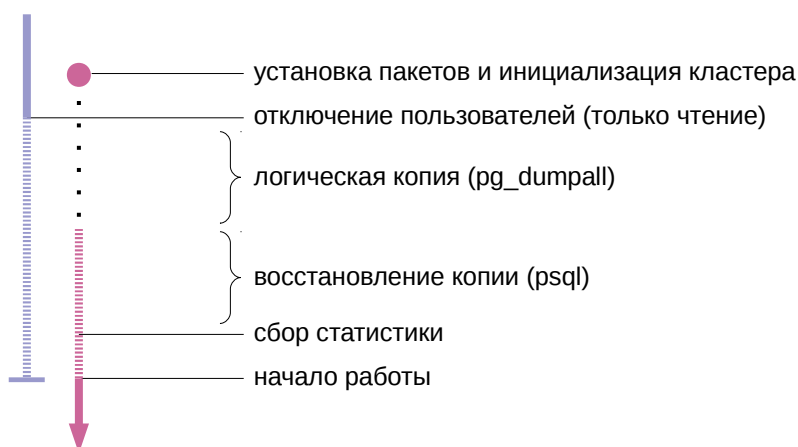 установка пакетов и инициализация кластера
отключение пользователей (только чтение)
логическая копия (pg_dumpall)
восстановление копии (psql)
сбор статистики
начало работы